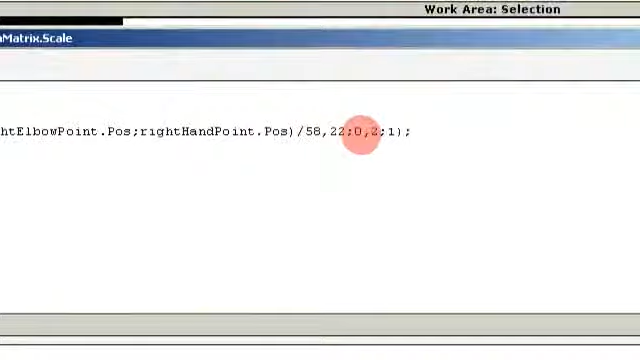 Work Area: Selection
Matrix.Scale
htElbowPoint.Pos;rightHandPoint.Pos)/58,22;0,2;1);